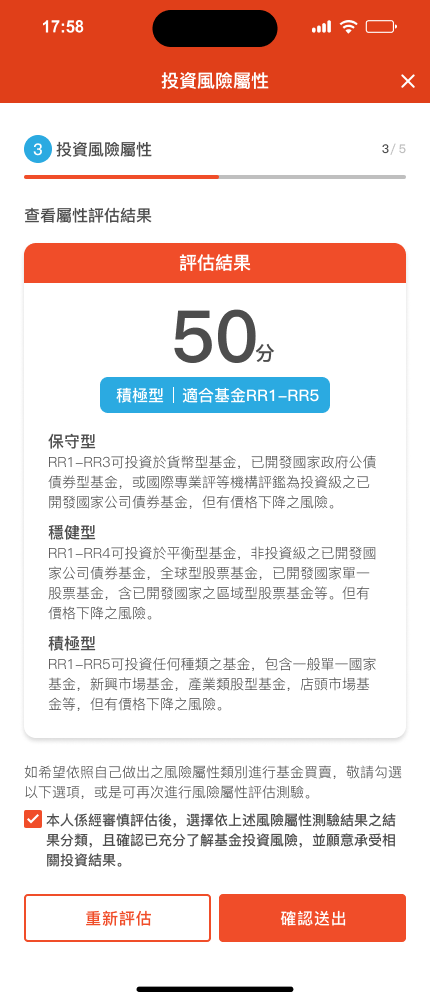 17:58
投資風險屬性
3 投資風險屬性 3/ 5
查看屬性評估結果
評估結果
50分
積極型｜適合基金RR1-RR5
保守型
RR1-RR3可投資於貨幣型基金，已開發國家政府公債
債券型基金，或國際專業評等機構評鑑為投資級之已
開發國家公司債券基金，但有價格下降之風險。
穩健型
RR1-RR4可投資於平衡型基金，非投資級之已開發國
家公司債券基金，全球型股票基金，已開發國家單一
股票基金，含已開發國家之區域型股票基金等。但有
價格下降之風險。
積極型
RR1-RR5可投資任何種類之基金，包含一般單一國家
基金，新興市場基金，產業類股型基金，店頭市場基
金等，但有價格下降之風險。
如希望依照自己做出之風險屬性類別進行基金買賣，敬請勾選
以下選項，或是可再次進行風險屬性評估測驗。
本人係經審慎評估後，選擇依上述風險屬性測驗結果之結
果分類，且確認已充分了解基金投資風險，並願意承受相
關投資結果。
重新評估
確認送出